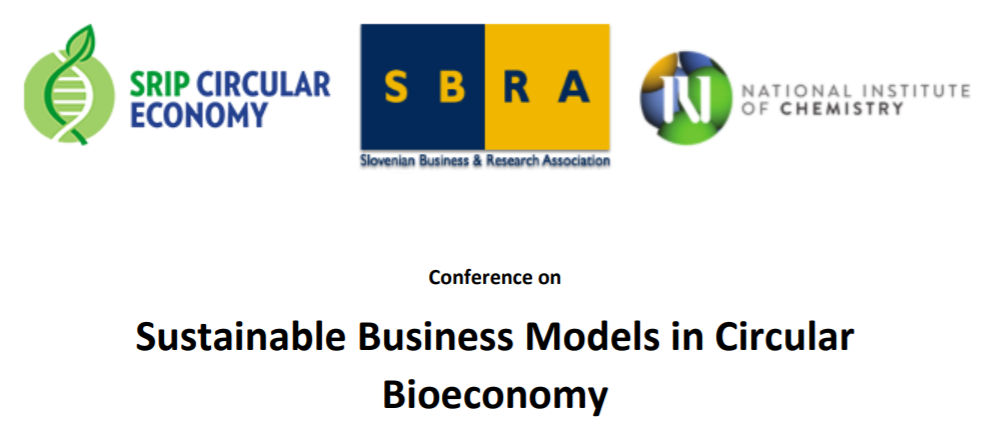 SRIP CIRCULAR
ECONOMY
S B R A
Slovenian Business & Research Association
N
NATIONAL INSTITUTE
OF CHEMISTRY
Conference on
Sustainable Business Models in Circular
Bioeconomy